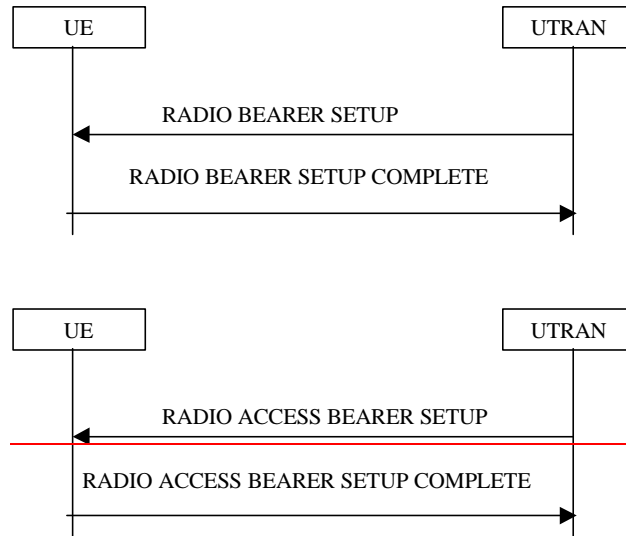 UE UTRAN
RADIO BEARER SETUP
RADIO BEARER SETUP COMPLETE
UE UTRAN
RADIO ACCESS BEARER SETUP
RADIO ACCESS BEARER SETUP COMPLETE